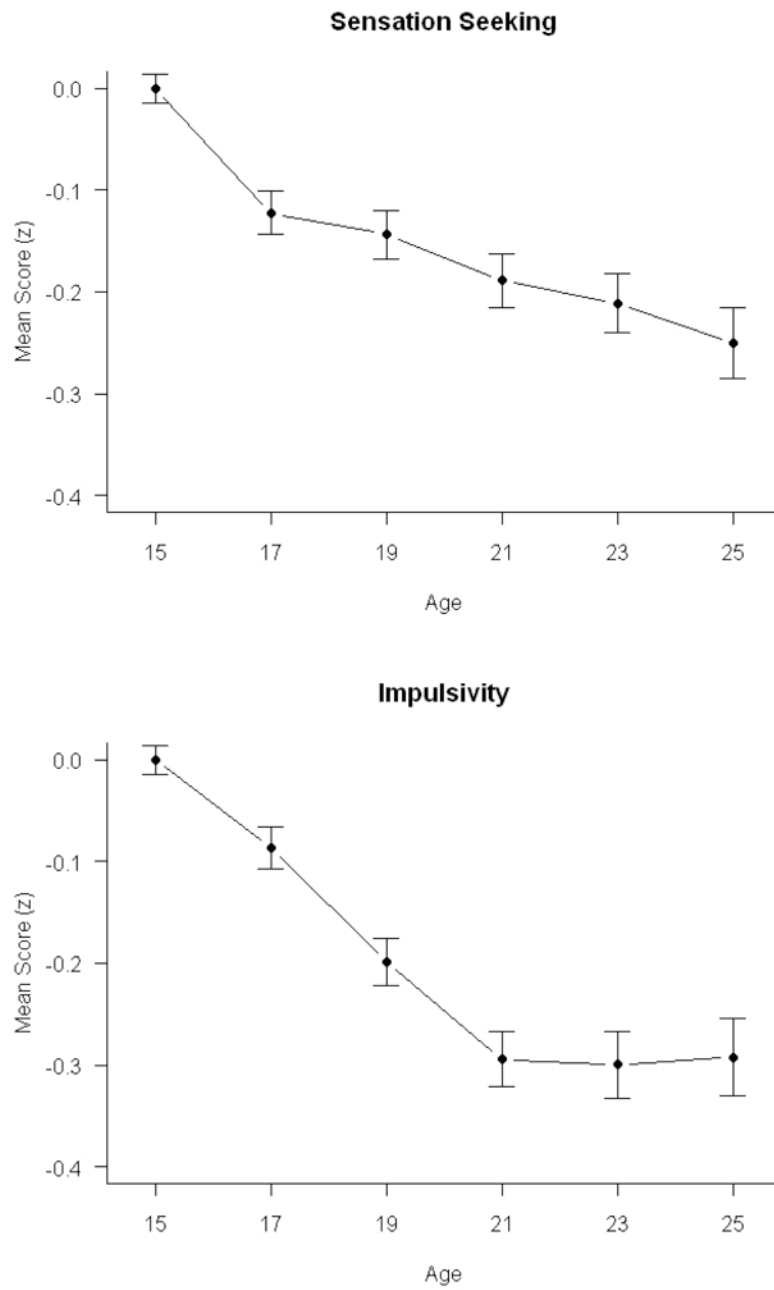 Sensation Seeking
0.0
-0.1
-0.2
-0.3
-0.4
Mean Score (z)
15 17 19 21 23 25
Age
Impulsivity
0.0
-0.1
-0.2
-0.3
-0.4
Mean Score (z)
15 17 19 21 23 25
Age